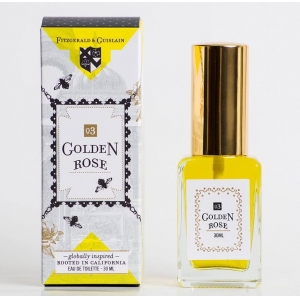 FITZGERALD & GUISLAIN
03
GOLDEN
ROSE
—globally inspired—
ROOTED IN CALIFORNIA
EAU DE TOILETTE - 30 ML
03
GOLDEN
ROSE
30ML